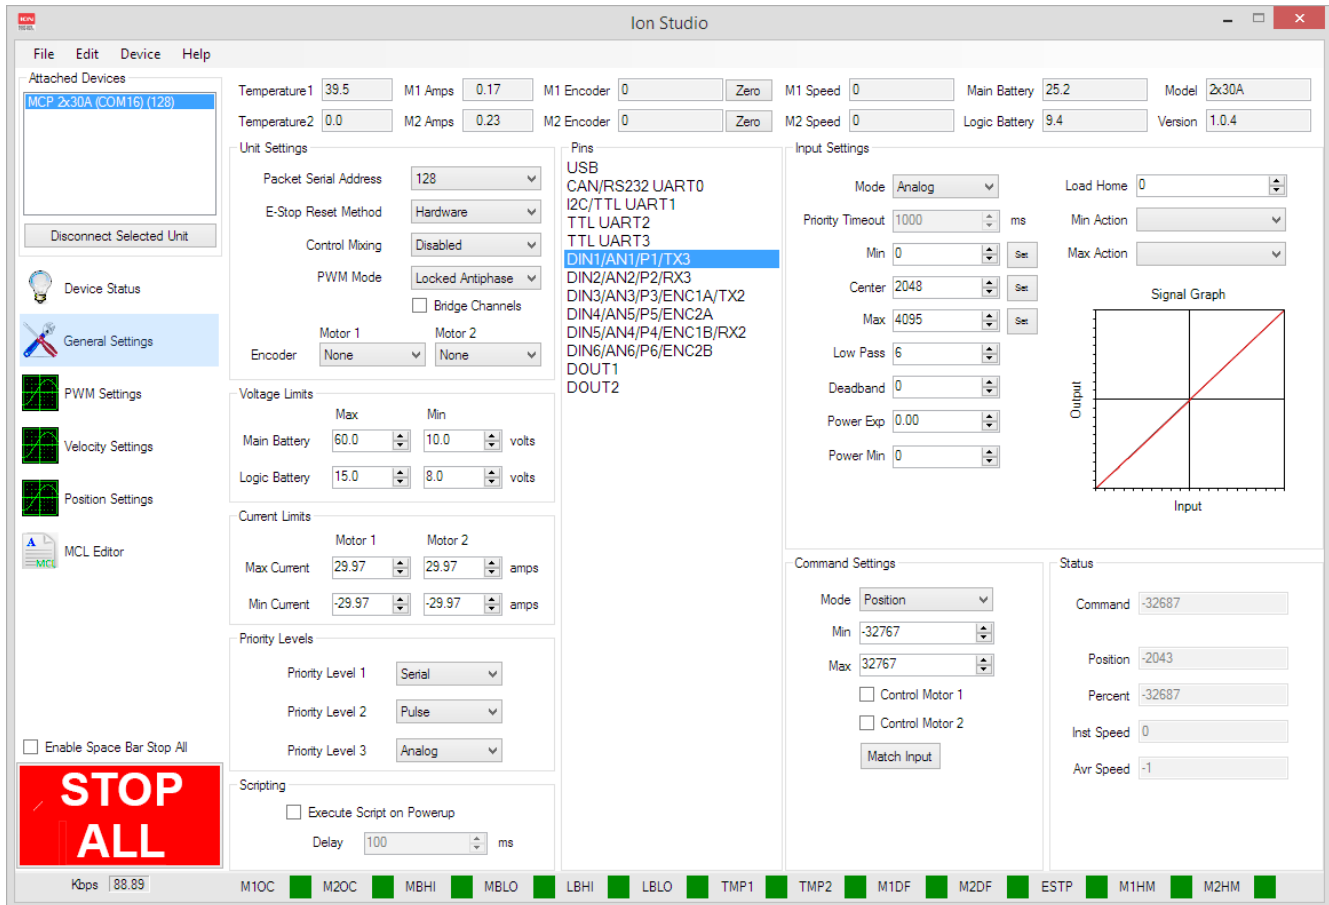 ION
Ion Studio
File Edit Device Help
Attached Devices
MCP 2x30A (COM16) (128)
Disconnect Selected Unit
Device Status
General Settings
PWM Settings
Velocity Settings
Position Settings
A
MCL
MCL Editor
Enable Space Bar Stop All
STOP
ALL
Kbps 88.89
Temperature1 39.5 M1 Amps 0.17 M1 Encoder 0 Zero M1 Speed 0 Main Battery 25.2 Model 2x30A
Temperature2 0.0 M2 Amps 0.23 M2 Encoder 0 Zero M2 Speed 0 Logic Battery 9.4 Version 1.0.4
Unit Settings
Packet Serial Address 128
E-Stop Reset Method Hardware
Control Mixing Disabled
PWM Mode Locked Antiphase
Bridge Channels
Motor 1 Motor 2
Encoder None None
Voltage Limits
Max Min
Main Battery 60.0 10.0 volts
Logic Battery 15.0 8.0 volts
Current Limits
Motor 1 Motor 2
Max Current 29.97 29.97 amps
Min Current -29.97 -29.97 amps
Priority Levels
Priority Level 1 Serial
Priority Level 2 Pulse
Priority Level 3 Analog
Scripting
Execute Script on Powerup
Delay 100 ms
Pins
USB
CAN/RS232 UART0
I2C/TTL UART1
TTL UART2
TTL UART3
DIN1/AN1/P1/TX3
DIN2/AN2/P2/RX3
DIN3/AN3/P3/ENC1A/TX2
DIN4/AN5/P5/ENC2A
DIN5/AN4/P4/ENC1B/RX2
DIN6/AN6/P6/ENC2B
DOUT1
DOUT2
Input Settings
Mode Analog
Priority Timeout 1000 ms
Min 0 Set
Center 2048 Set
Max 4095 Set
Low Pass 6
Deadband 0
Power Exp 0.00
Power Min 0
Load Home 0
Min Action
Max Action
Signal Graph
Output
Input
Command Settings
Mode Position
Min -32767
Max 32767
Control Motor 1
Control Motor 2
Match Input
Status
Command -32687
Position -2043
Percent -32687
Inst Speed 0
Avr Speed -1
M1OC M2OC MBHI MBLO LBHI LBLO TMP1 TMP2 M1DF M2DF ESTP M1HM M2HM